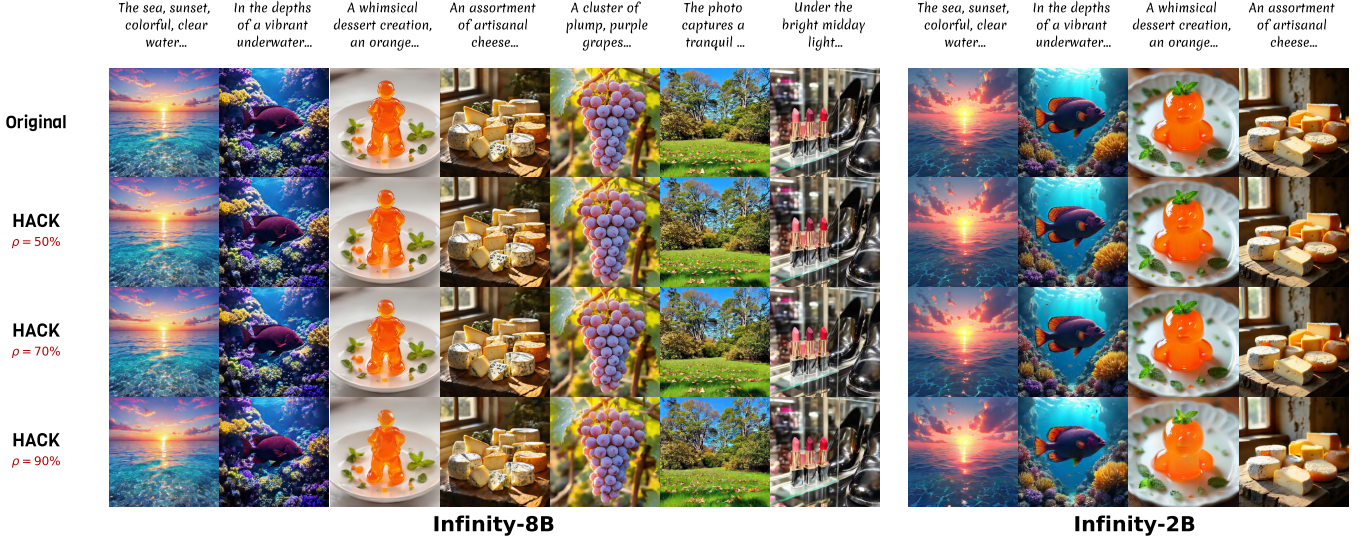 The sea, sunset,
colorful, clear
water...
In the depths
of a vibrant
underwater...
A whimsical
dessert creation,
an orange...
An assortment
of artisanal
cheese...
A cluster of
plump, purple
grapes...
The photo
captures a
tranquil ...
Under the
bright midday
light...
The sea, sunset,
colorful, clear
water...
In the depths
of a vibrant
underwater...
A whimsical
dessert creation,
an orange...
An assortment
of artisanal
cheese...
Original
HACK
ρ = 50%
HACK
ρ = 70%
HACK
ρ = 90%
Infinity-8B
Infinity-2B